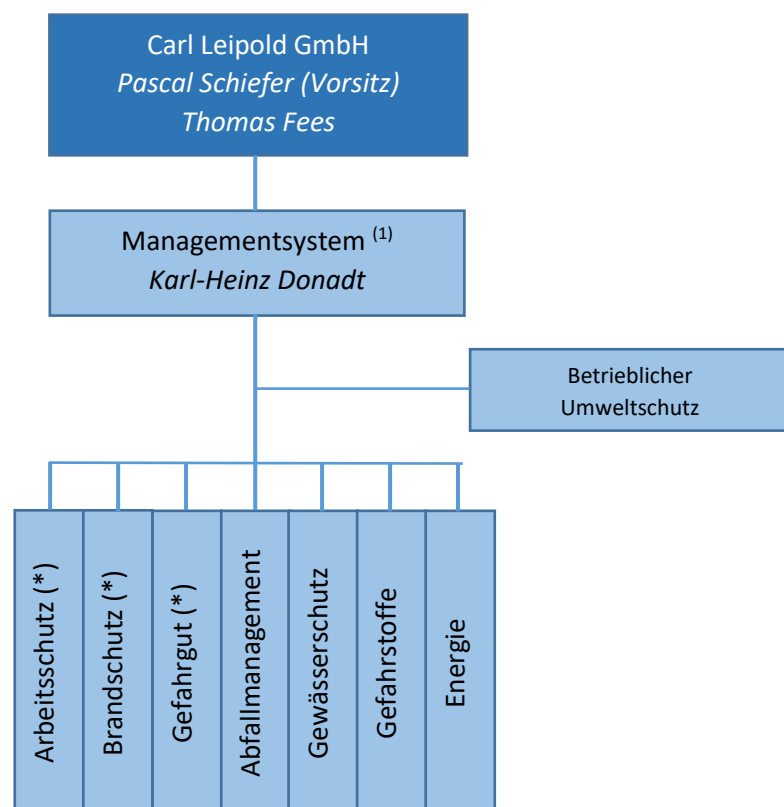 Carl Leipold GmbH
Pascal Schiefer (Vorsitz)
Thomas Fees
Managementsystem (1)
Karl-Heinz Donadt
Betrieblicher
Umweltschutz
Arbeitsschutz (*)
Brandschutz (*)
Gefahrgut (*)
Abfallmanagement
Gewässerschutz
Gefahrstoffe
Energie